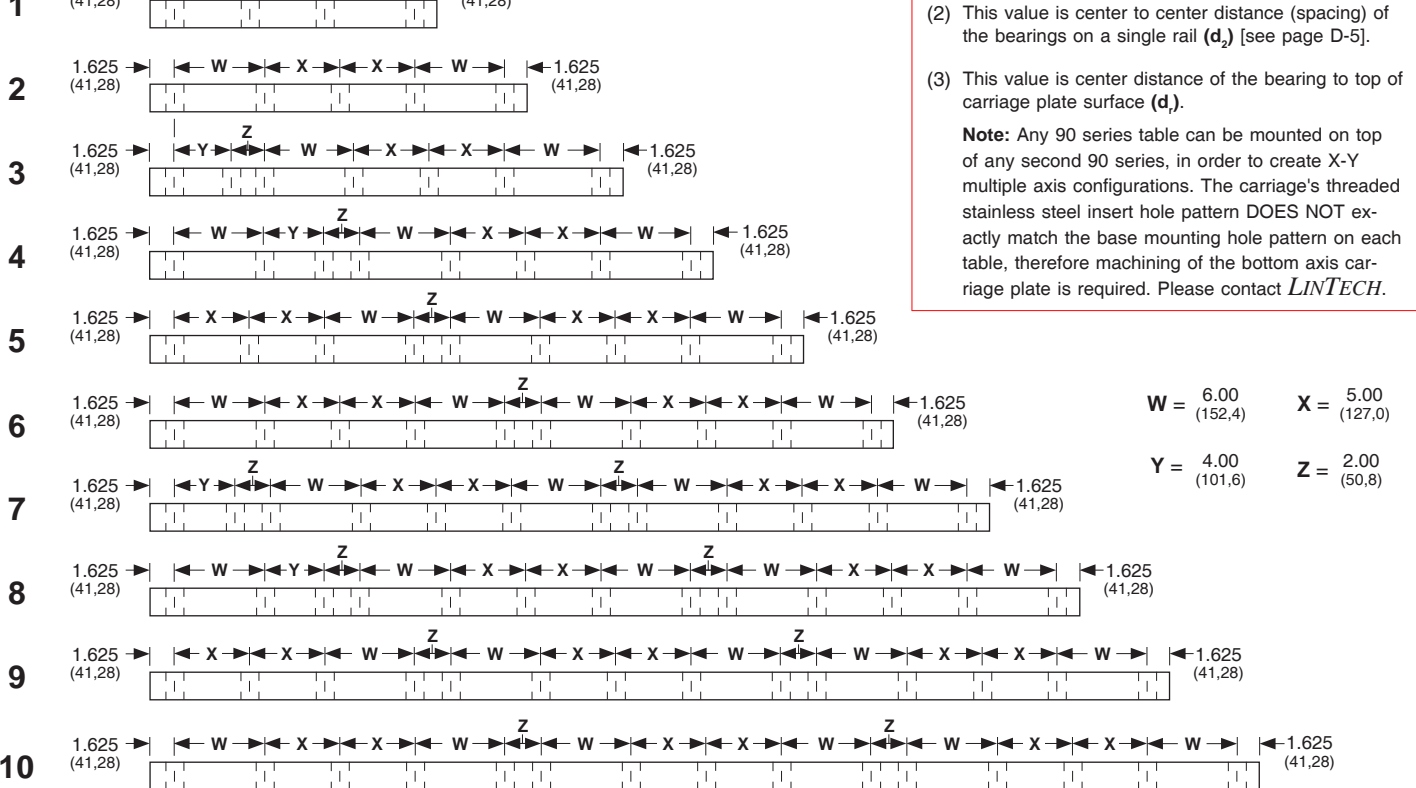 1
(41,28)
(41,28)
2
1.625
(41,28)
W X X W
1.625
(41,28)
3
1.625
(41,28)
Y Z W X X W
1.625
(41,28)
4
1.625
(41,28)
W Y Z W X X W
1.625
(41,28)
5
1.625
(41,28)
X X W Z W X X W
1.625
(41,28)
6
1.625
(41,28)
W X X W Z W X X W
1.625
(41,28)
7
1.625
(41,28)
Y Z W X X W Z W X X W
1.625
(41,28)
8
1.625
(41,28)
W Y Z W X X W Z W X X W
1.625
(41,28)
9
1.625
(41,28)
X X W Z W X X W Z W X X W
1.625
(41,28)
10
1.625
(41,28)
W X X W Z W X X W Z W X X W
1.625
(41,28)
(2) This value is center to center distance (spacing) of
the bearings on a single rail (d2) [see page D-5].
(3) This value is center distance of the bearing to top of
carriage plate surface (dr).
Note: Any 90 series table can be mounted on top
of any second 90 series, in order to create X-Y
multiple axis configurations. The carriage's threaded
stainless steel insert hole pattern DOES NOT ex-
actly match the base mounting hole pattern on each
table, therefore machining of the bottom axis car-
riage plate is required. Please contact LINTECH.
W = 6.00 (152,4) X = 5.00 (127,0)
Y = 4.00 (101,6) Z = 2.00 (50,8)